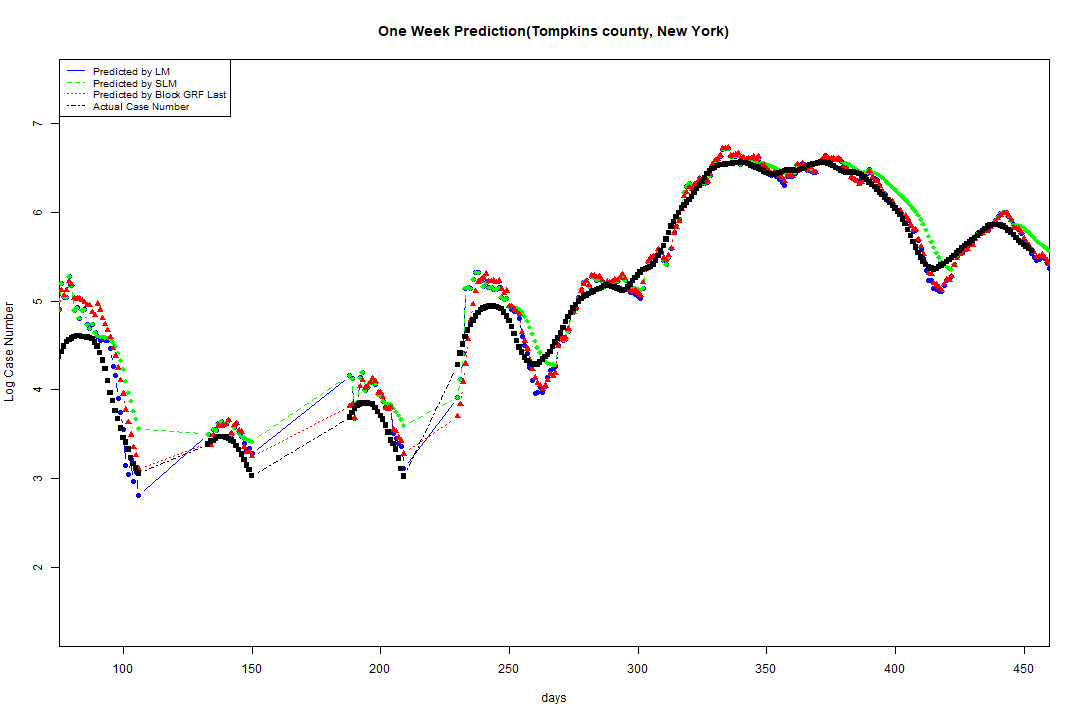 One Week Prediction(Tompkins county, New York)
Predicted by LM
Predicted by SLM
Predicted by Block GRF Last
Actual Case Number
7
6
5
4
3
2
Log Case Number
100 150 200 250 300 350 400 450
days